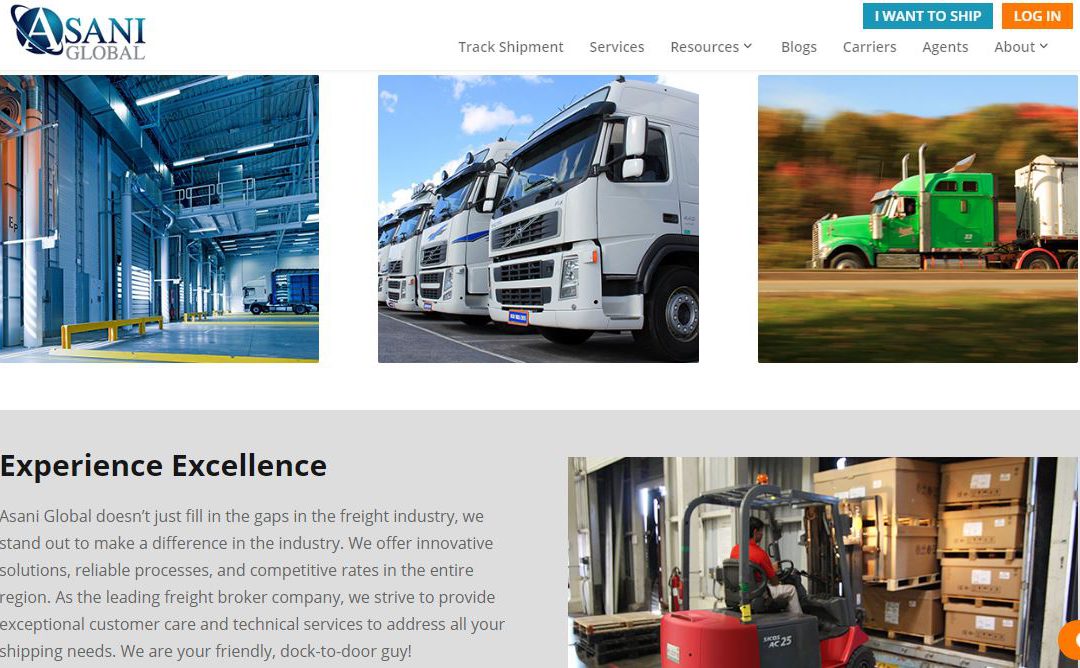 ASANI
GLOBAL
I WANT TO SHIP
LOG IN
Track Shipment
Services
Resources
Blogs
Carriers
Agents
About
Experience Excellence
Asani Global doesn’t just fill in the gaps in the freight industry, we
stand out to make a difference in the industry. We offer innovative
solutions, reliable processes, and competitive rates in the entire
region. As the leading freight broker company, we strive to provide
exceptional customer care and technical services to address all your
shipping needs. We are your friendly, dock-to-door guy!
AC 25